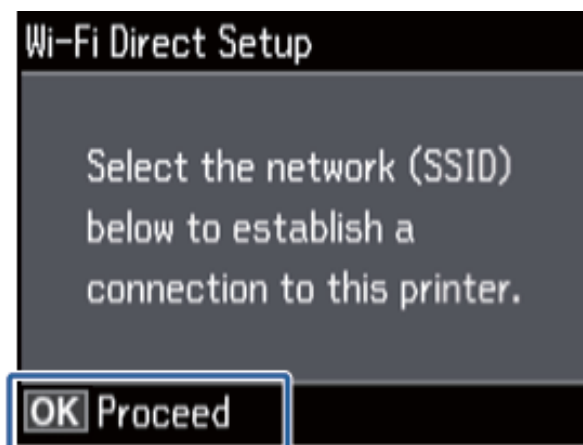 Wi-Fi Direct Setup
Select the network (SSID)
below to establish a
connection to this printer.
OK Proceed